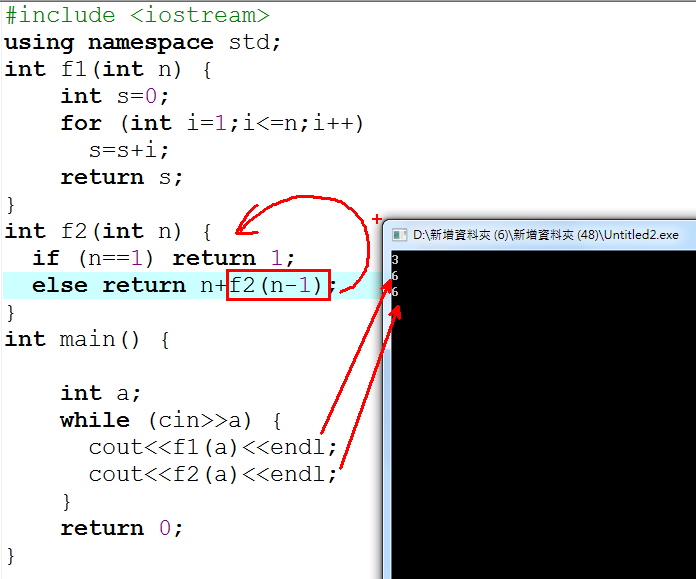 #include <iostream>
using namespace std;
int f1(int n) {
int s=0;
for (int i=1;i<=n;i++)
s=s+i;
return s;
}
int f2(int n) {
if (n==1) return 1;
else return n+f2(n-1);
}
int main() {
int a;
while (cin>>a) {
cout<<f1(a)<<endl;
cout<<f2(a)<<endl;
}
return 0;
}
D:\新增資料夾 (6)\新增資料夾 (48)\Untitled2.exe
3
6
6